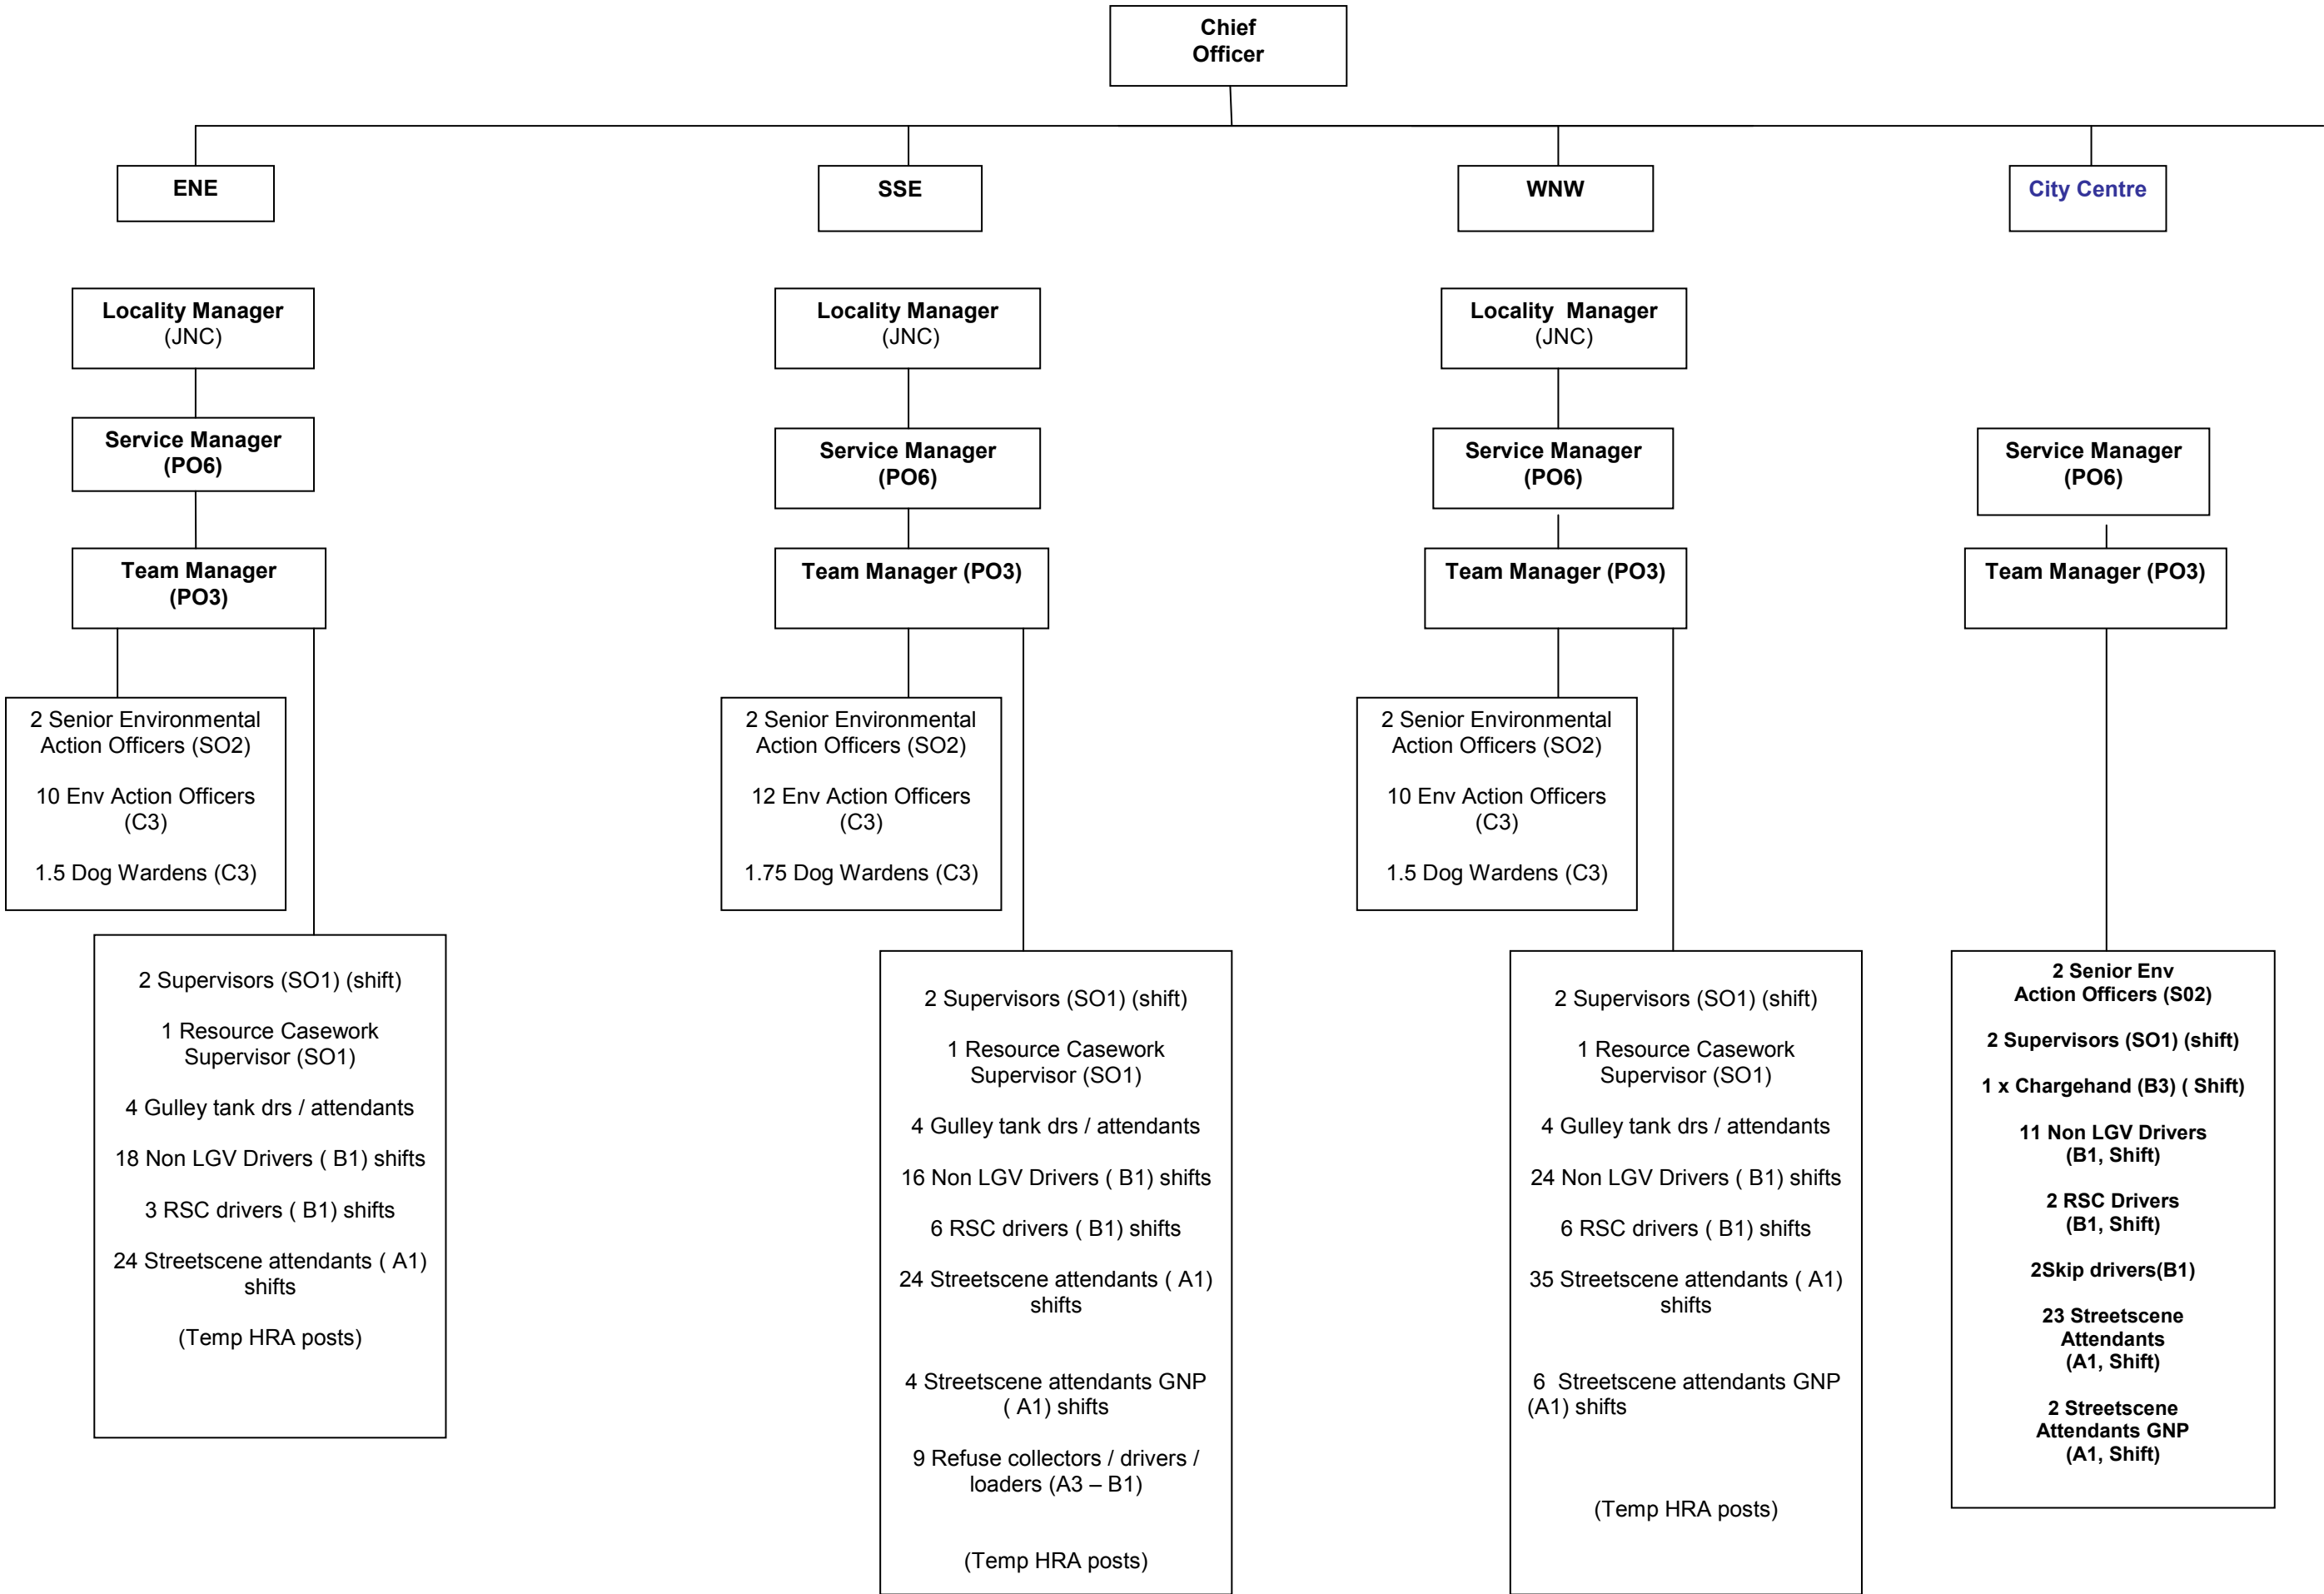 Chief
Officer
ENE
SSE
WNW
City Centre
Locality Manager
(JNC)
Locality Manager
(JNC)
Locality  Manager
(JNC)
Service Manager
(PO6)
Service Manager
(PO6)
Service Manager
(PO6)
Service Manager
(PO6)
Team Manager
(PO3)
Team Manager (PO3)
Team Manager (PO3)
Team Manager (PO3)
2 Senior Environmental
Action Officers (SO2)
10 Env Action Officers
(C3)
1.5 Dog Wardens (C3)
2 Senior Environmental
Action Officers (SO2)
12 Env Action Officers
(C3)
1.75 Dog Wardens (C3)
2 Senior Environmental
Action Officers (SO2)
10 Env Action Officers
(C3)
1.5 Dog Wardens (C3)
2 Supervisors (SO1) (shift)
1 Resource Casework
Supervisor (SO1)
4 Gulley tank drs / attendants
18 Non LGV Drivers ( B1) shifts
3 RSC drivers ( B1) shifts
24 Streetscene attendants ( A1)
shifts
(Temp HRA posts)
2 Supervisors (SO1) (shift)
1 Resource Casework
Supervisor (SO1)
4 Gulley tank drs / attendants
16 Non LGV Drivers ( B1) shifts
6 RSC drivers ( B1) shifts
24 Streetscene attendants ( A1)
shifts
4 Streetscene attendants GNP
( A1) shifts
9 Refuse collectors / drivers /
loaders (A3 – B1)
(Temp HRA posts)
2 Supervisors (SO1) (shift)
1 Resource Casework
Supervisor (SO1)
4 Gulley tank drs / attendants
24 Non LGV Drivers ( B1) shifts
6 RSC drivers ( B1) shifts
35 Streetscene attendants ( A1)
shifts
6  Streetscene attendants GNP
(A1) shifts
(Temp HRA posts)
2 Senior Env
Action Officers (S02)
2 Supervisors (SO1) (shift)
1 x Chargehand (B3) ( Shift)
11 Non LGV Drivers
(B1, Shift)
2 RSC Drivers
(B1, Shift)
2Skip drivers(B1)
23 Streetscene
Attendants
(A1, Shift)
2 Streetscene
Attendants GNP
(A1, Shift)